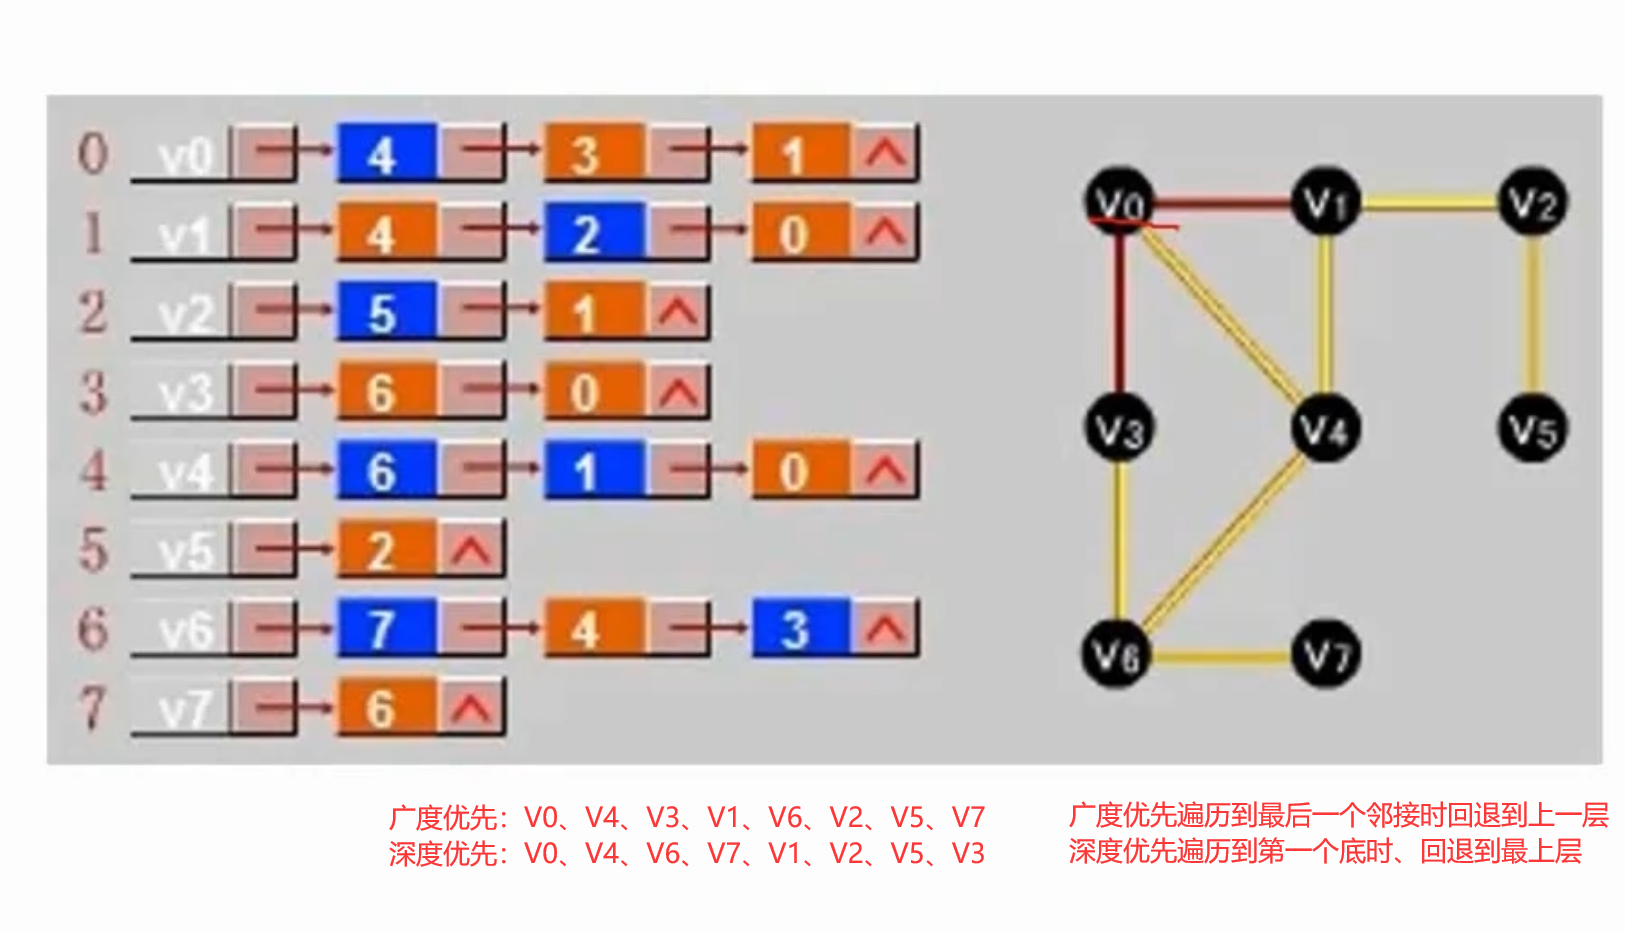 0 v0 4 3 1 ^
1 v1 4 2 0 ^
2 v2 5 1 ^
3 v3 6 0 ^
4 v4 6 1 0 ^
5 v5 2 ^
6 v6 7 4 3 ^
7 v7 6 ^
V0 V1 V2
V3 V4 V5
V6 V7
广度优先：V0、V4、V3、V1、V6、V2、V5、V7
深度优先：V0、V4、V6、V7、V1、V2、V5、V3
广度优先遍历到最后一个邻接时回退到上一层
深度优先遍历到第一个底时、回退到最上层